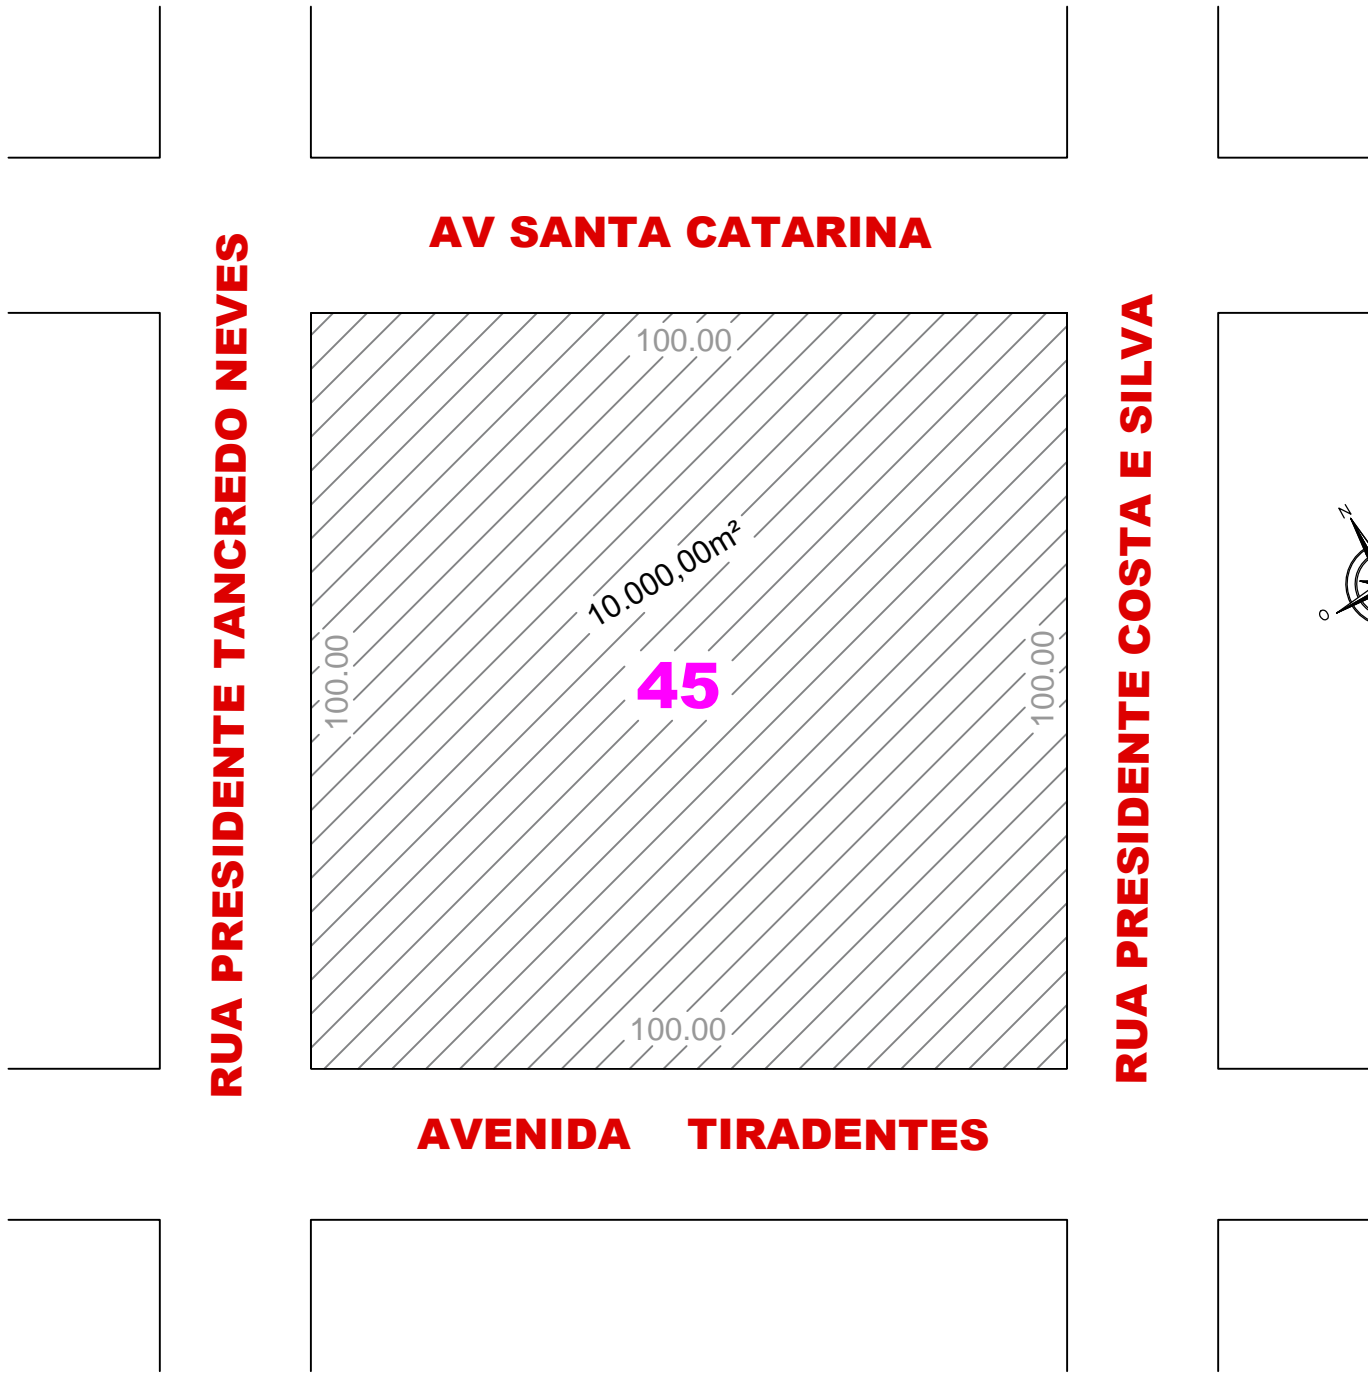 AV SANTA CATARINA
RUA PRESIDENTE TANCREDO NEVES
RUA PRESIDENTE COSTA E SILVA
100.00
10.000,00m²
45
100.00
100.00
100.00
AVENIDA TIRADENTES
N
O